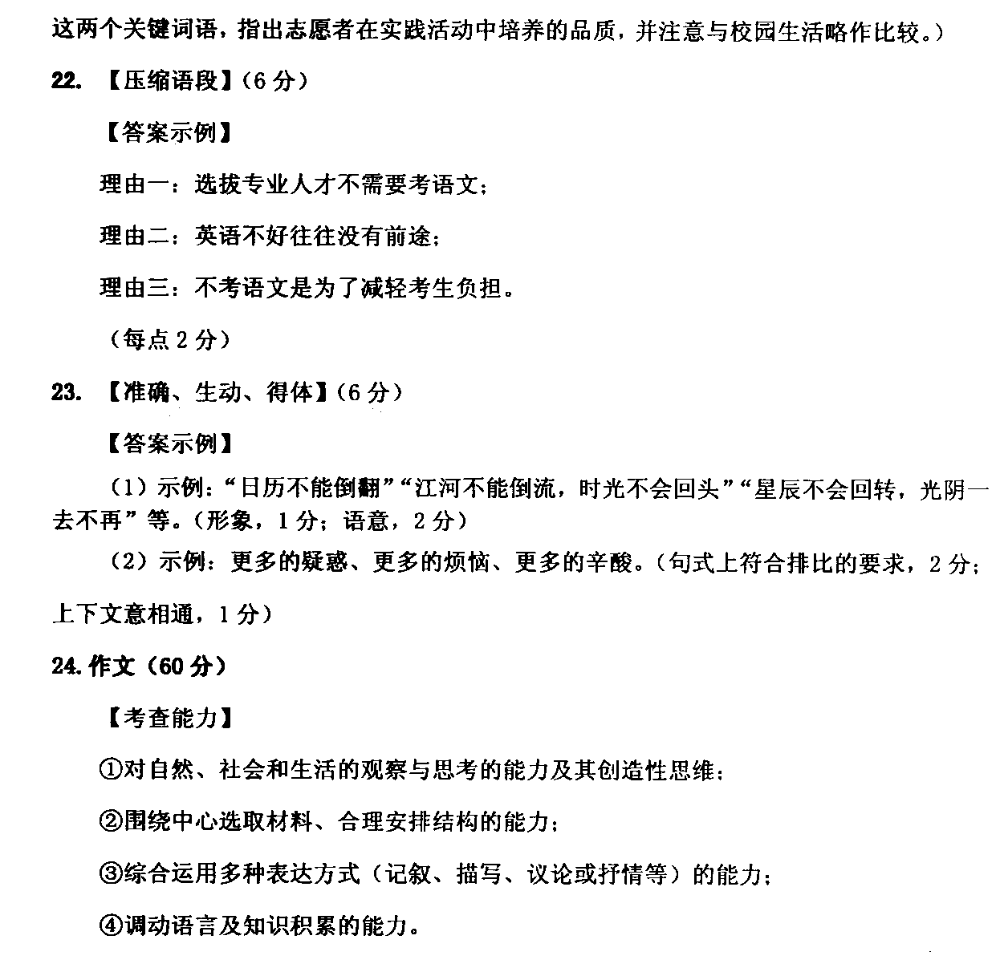 这两个关键词语，指出志愿者在实践活动中培养的品质，并注意与校园生活略作比较。）
22. 【压缩语段】（6 分）
【答案示例】
理由一：选拔专业人才不需要考语文；
理由二：英语不好往往没有前途；
理由三：不考语文是为了减轻考生负担。
（每点 2 分）
23. 【准确、生动、得体】（6 分）
【答案示例】
（1）示例：“日历不能倒翻”“江河不能倒流，时光不会回头”“星辰不会回转，光阴一
去不再”等。（形象，1 分；语意，2 分）
（2）示例：更多的疑惑、更多的烦恼、更多的辛酸。（句式上符合排比的要求，2 分；
上下文意相通，1 分）
24. 作文（60 分）
【考查能力】
①对自然、社会和生活的观察与思考的能力及其创造性思维；
②围绕中心选取材料、合理安排结构的能力；
③综合运用多种表达方式（记叙、描写、议论或抒情等）的能力；
④调动语言及知识积累的能力。